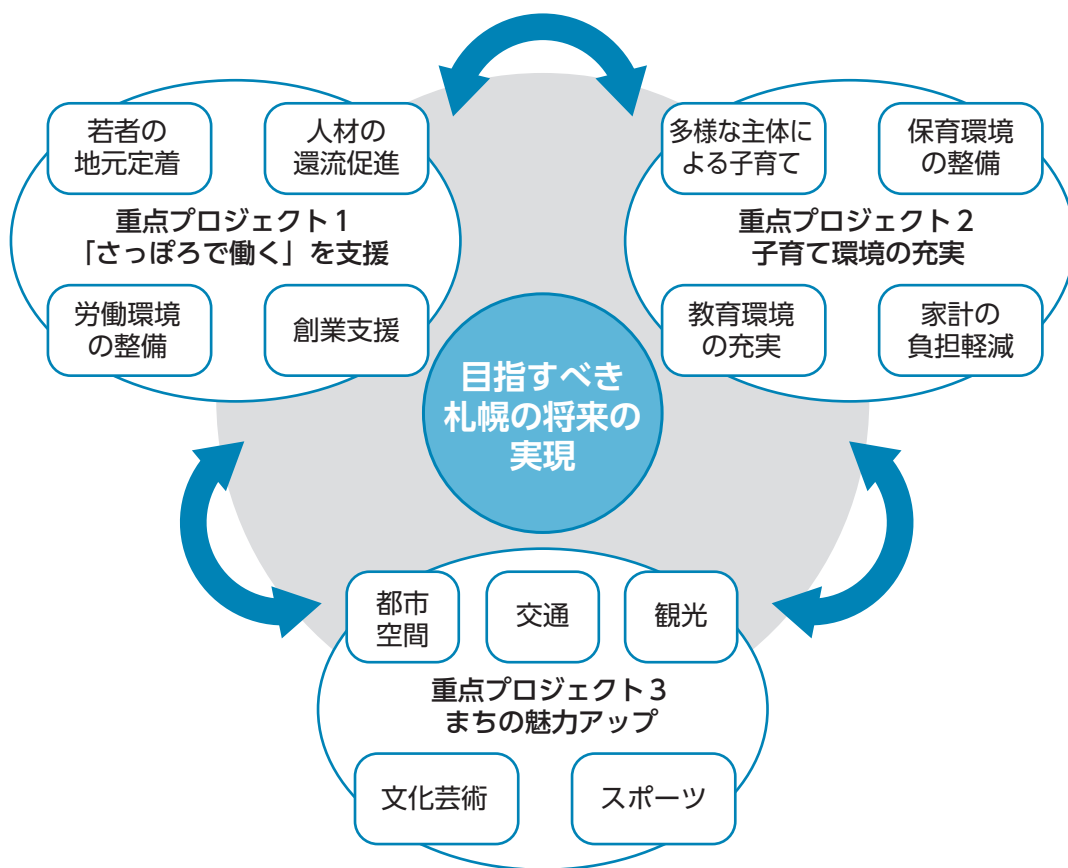 若者の
地元定着
人材の
還流促進
重点プロジェクト1
「さっぽろで働く」を支援
労働環境
の整備
創業支援
多様な主体に
よる子育て
保育環境
の整備
重点プロジェクト2
子育て環境の充実
教育環境
の充実
家計の
負担軽減
目指すべき
札幌の将来の
実現
都市
空間
交通
観光
重点プロジェクト3
まちの魅力アップ
文化芸術
スポーツ